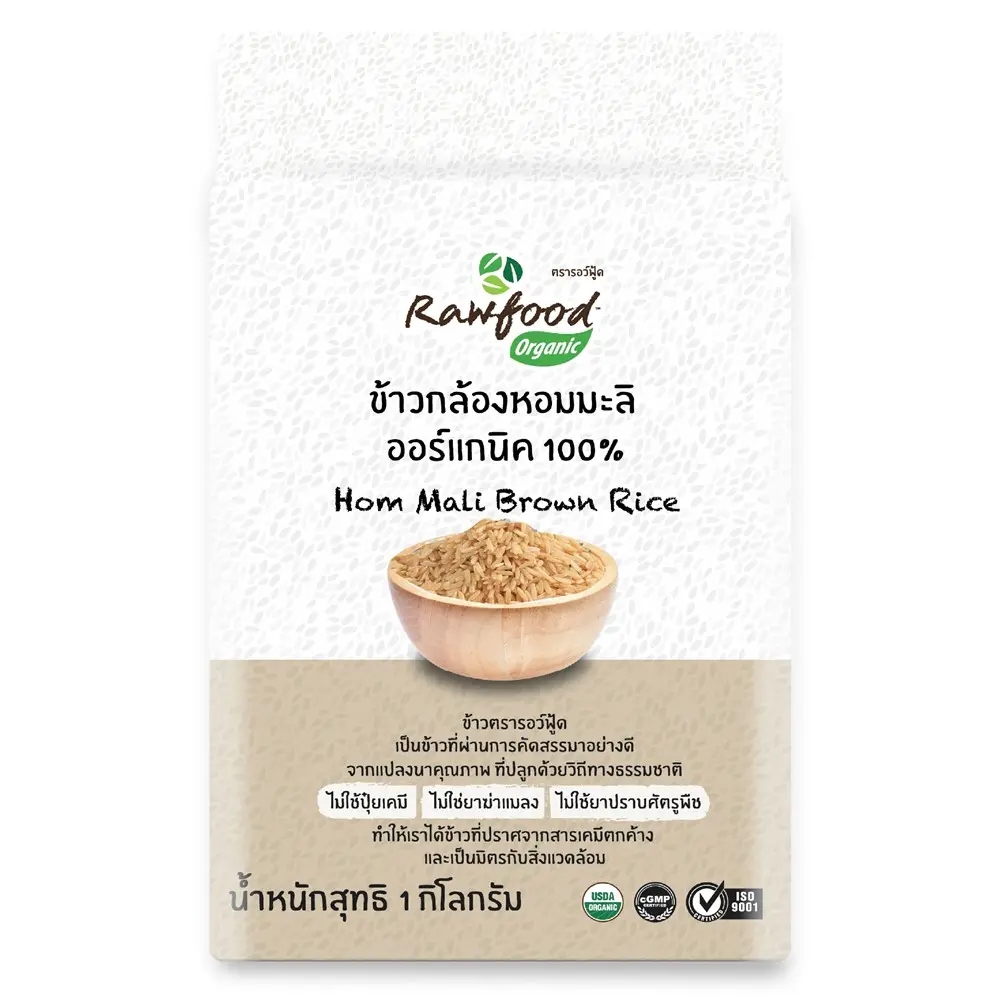 ตรารอว์ฟู้ด
Rawfood™
Organic
ข้าวกล้องหอมมะลิ
ออร์แกนิค 100%
Hom Mali Brown Rice
ข้าวตรารอว์ฟู้ด
เป็นข้าวที่ผ่านการคัดสรรมาอย่างดี
จากแปลงนาคุณภาพ ที่ปลูกด้วยวิถีทางธรรมชาติ
ไม่ใช้ปุ๋ยเคมี ไม่ใช่ยาฆ่าแมลง ไม่ใช้ยาปราบศัตรูพืช
ทำให้เราได้ข้าวที่ปราศจากสารเคมีตกค้าง
และเป็นมิตรกับสิ่งแวดล้อม
น้ำหนักสุทธิ 1 กิโลกรัม
USDA
ORGANIC
cGMP
CERTIFIED
CERTIFIED
ISO
9001